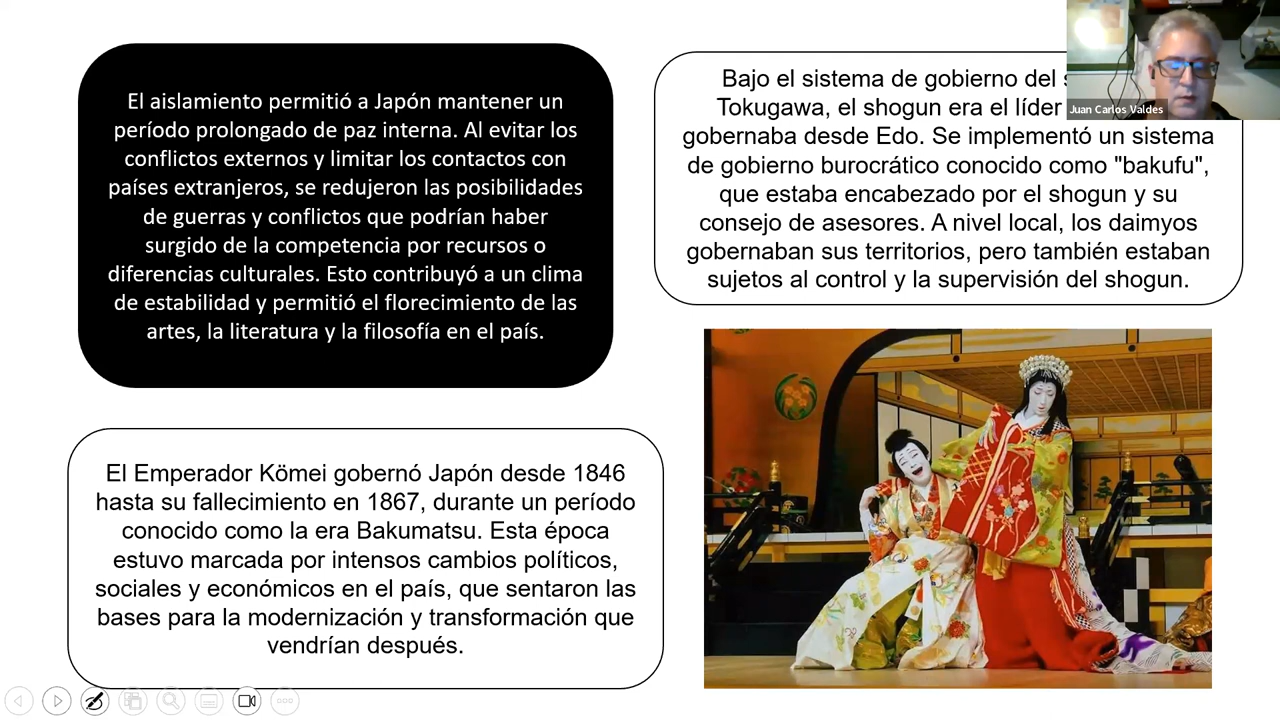 El aislamiento permitió a Japón mantener un
período prolongado de paz interna. Al evitar los
conflictos externos y limitar los contactos con
países extranjeros, se redujeron las posibilidades
de guerras y conflictos que podrían haber
surgido de la competencia por recursos o
diferencias culturales. Esto contribuyó a un clima
de estabilidad y permitió el florecimiento de las
artes, la literatura y la filosofía en el país.
Bajo el sistema de gobierno del
Tokugawa, el shogun era el líder
gobernaba desde Edo. Se implementó un sistema
de gobierno burocrático conocido como "bakufu",
que estaba encabezado por el shogun y su
consejo de asesores. A nivel local, los daimyos
gobernaban sus territorios, pero también estaban
sujetos al control y la supervisión del shogun.
Juan Carlos Valdes
El Emperador Kömei gobernó Japón desde 1846
hasta su fallecimiento en 1867, durante un período
conocido como la era Bakumatsu. Esta época
estuvo marcada por intensos cambios políticos,
sociales y económicos en el país, que sentaron las
bases para la modernización y transformación que
vendrían después.